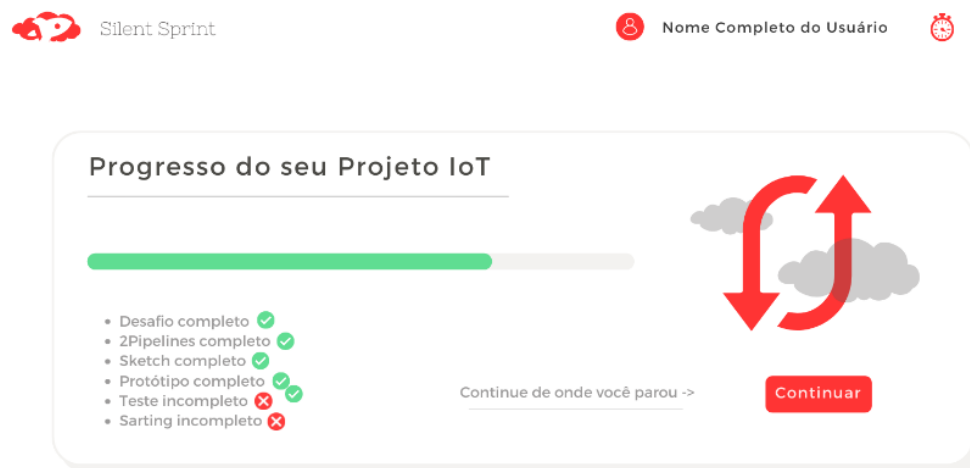 Silent Sprint
Nome Completo do Usuário
Progresso do seu Projeto IoT
Desafio completo
2Pipelines completo
Sketch completo
Protótipo completo
Teste incompleto
Sarting incompleto
Continue de onde você parou ->
Continuar